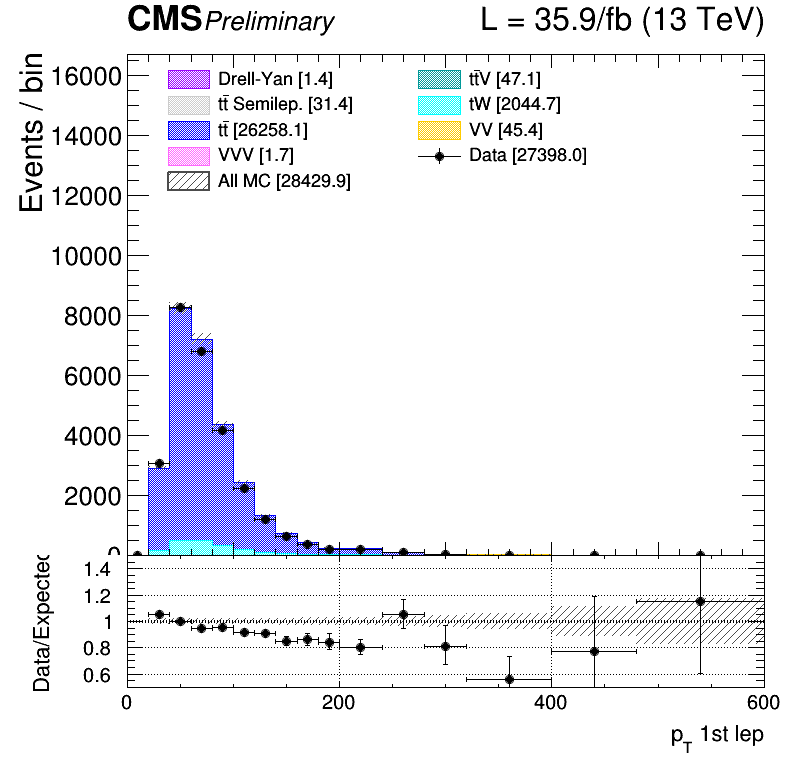 CMS Preliminary L = 35.9/fb (13 TeV)
Events / bin
16000
14000
12000
10000
8000
6000
4000
2000
0
Drell-Yan [1.4]
tt̄ Semilep. [31.4]
tt̄ [26258.1]
VVV [1.7]
All MC [28429.9]
tt̄V [47.1]
tW [2044.7]
VV [45.4]
Data [27398.0]
Data/Expected
1.4
1.2
1
0.8
0.6
0 200 400 600
p_T 1st lep